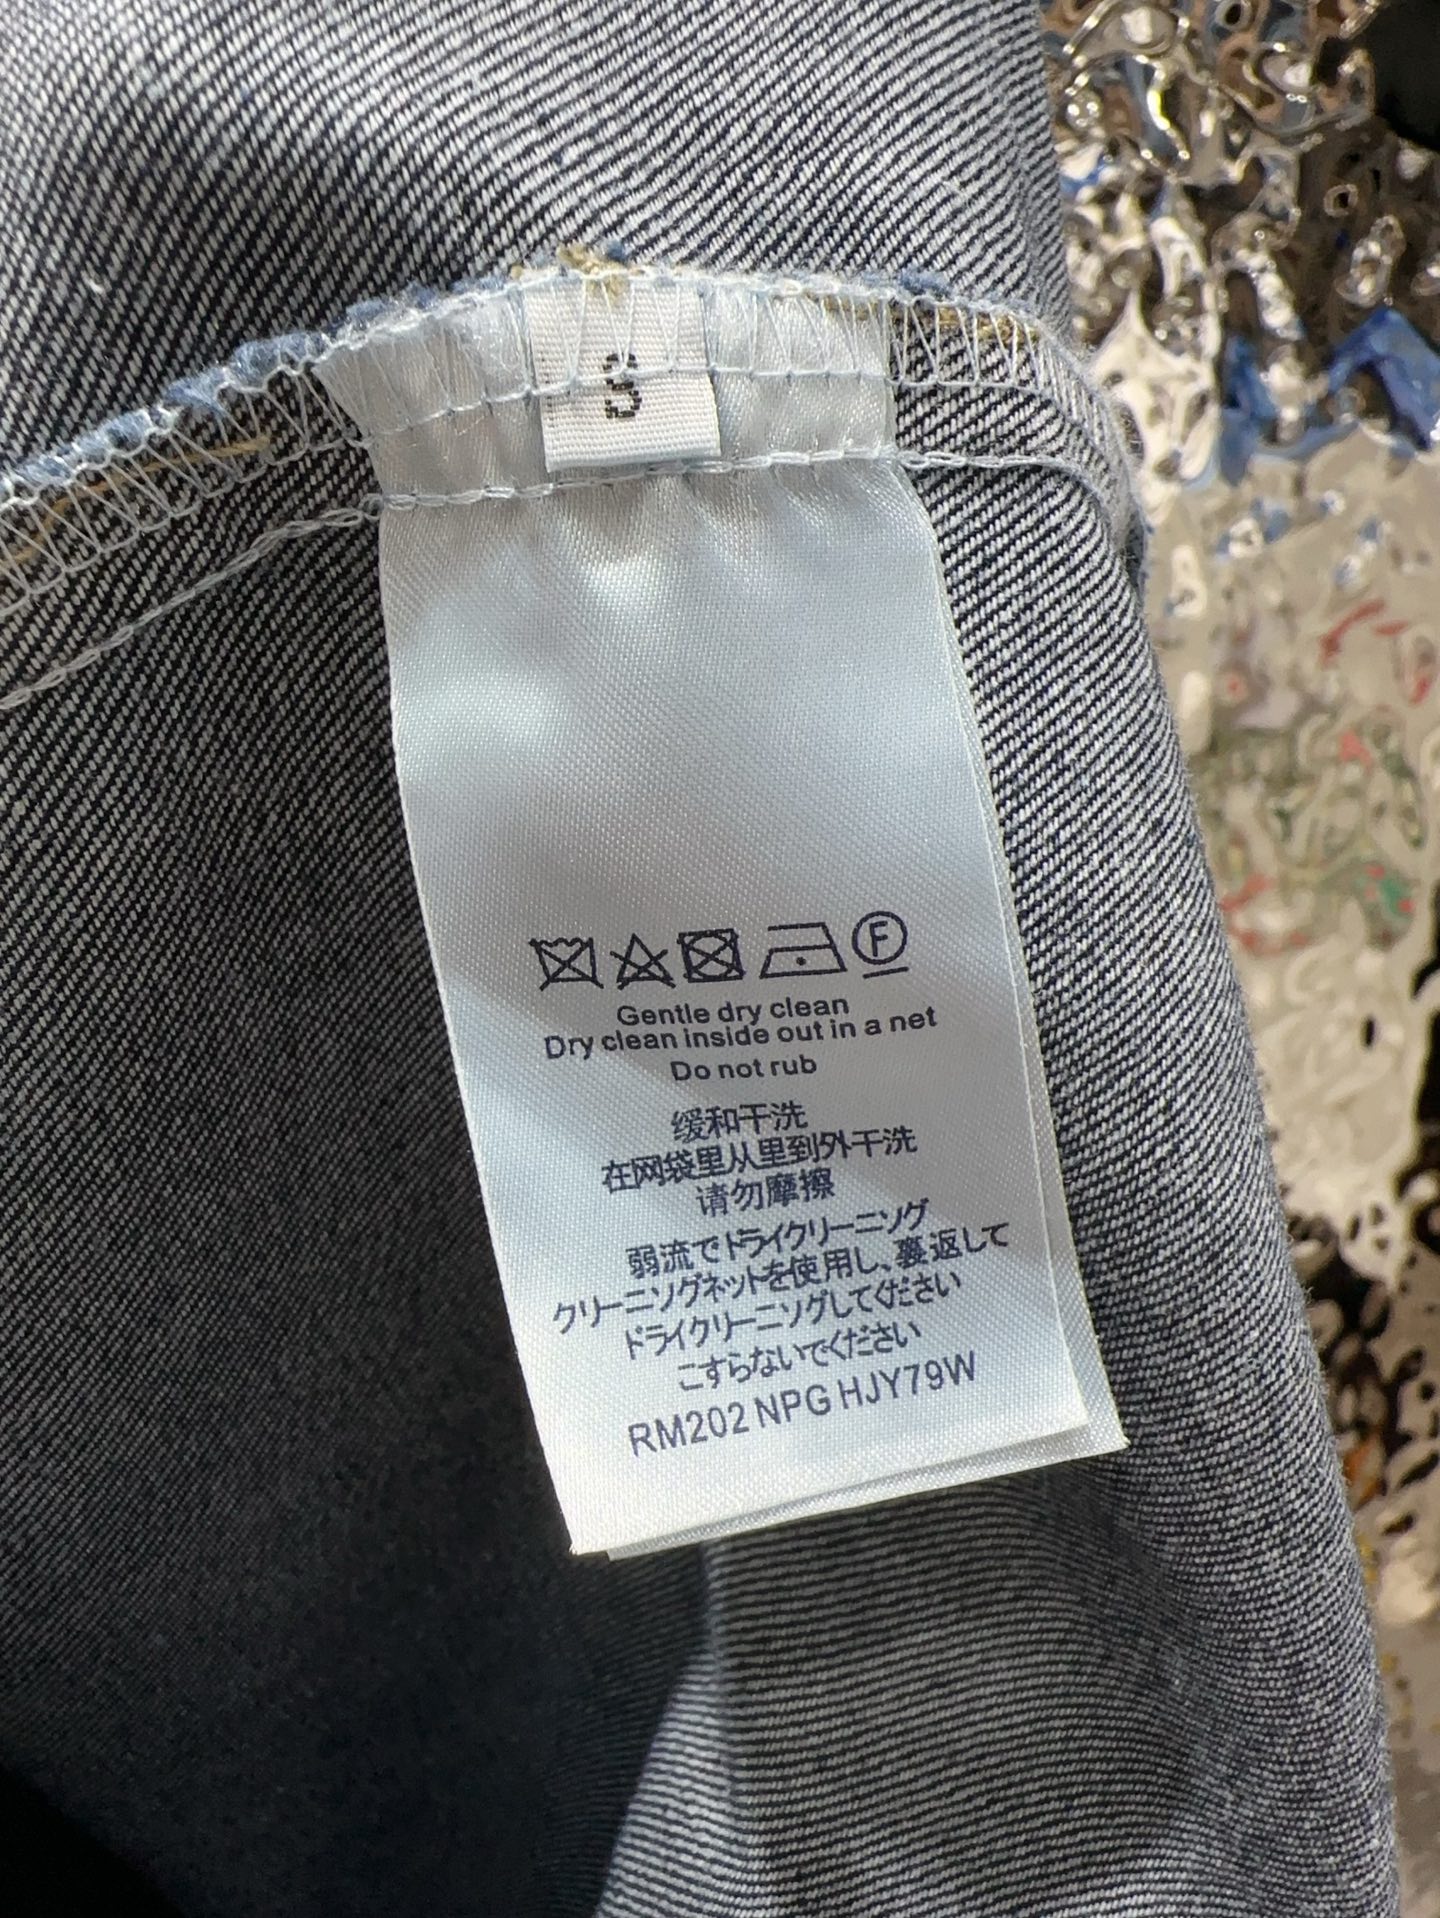 S
F
Gentle dry clean
Dry clean inside out in a net
Do not rub
缓和干洗
在网袋里从里到外干洗
请勿摩擦
弱流でドライクリーニング
クリーニングネットを使用し、裏返して
ドライクリーニングしてください
こすらないでください
RM202 NPG HJY79W